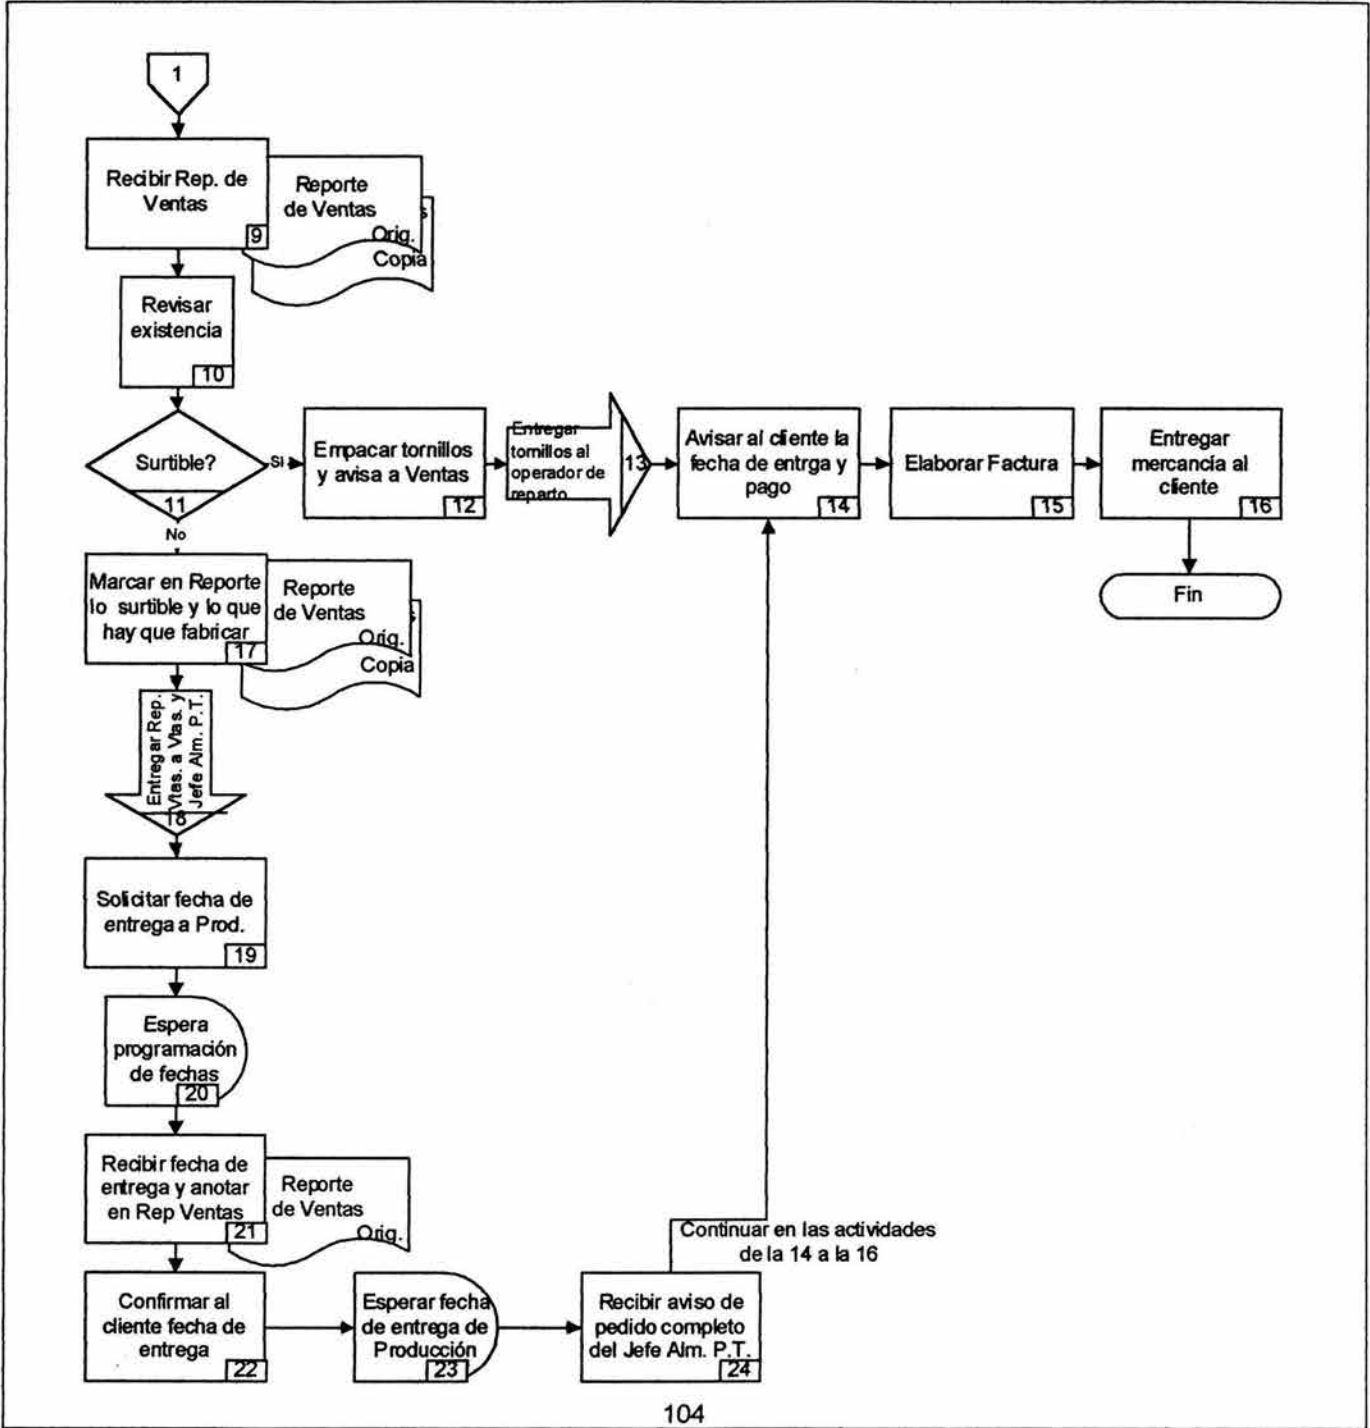 1
Recibir Rep. de
Ventas
9
Reporte
de Ventas
Orig.
s
Copia
Revisar
existencia
10
Surtible?
11
Si
No
Empacar tornillos
y avisa a Ventas
12
Entregar
tornillos al
operador de
reparto
13
Avisar al cliente la
fecha de entrga y
pago
14
Elaborar Factura
15
Entregar
mercancía al
cliente
16
Fin
Marcar en Reporte
lo surtible y lo que
hay que fabricar
17
Reporte
de Ventas
Orig.
s
Copia
Entregar Rep.
Vtas. a Vtas. y
Jefe Alm. P.T.
18
Solicitar fecha de
entrega a Prod.
19
Espera
programación
de fechas
20
Recibir fecha de
entrega y anotar
en Rep Ventas
21
Reporte
de Ventas
Orig.
Confirmar al
cliente fecha de
entrega
22
Esperar fecha
de entrega de
Producción
23
Recibir aviso de
pedido completo
del Jefe Alm. P.T.
24
Continuar en las actividades
de la 14 a la 16
104